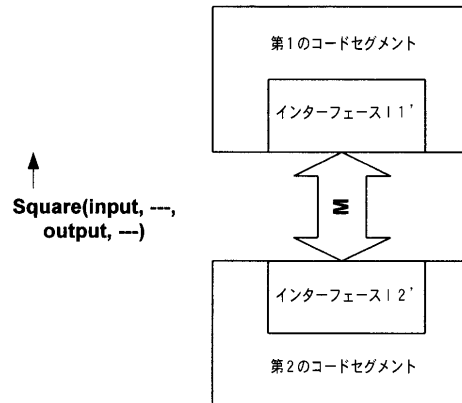 第1のコードセグメント
インターフェースI1'
Square(input, ---,
output, ---)
M
インターフェースI2'
第2のコードセグメント